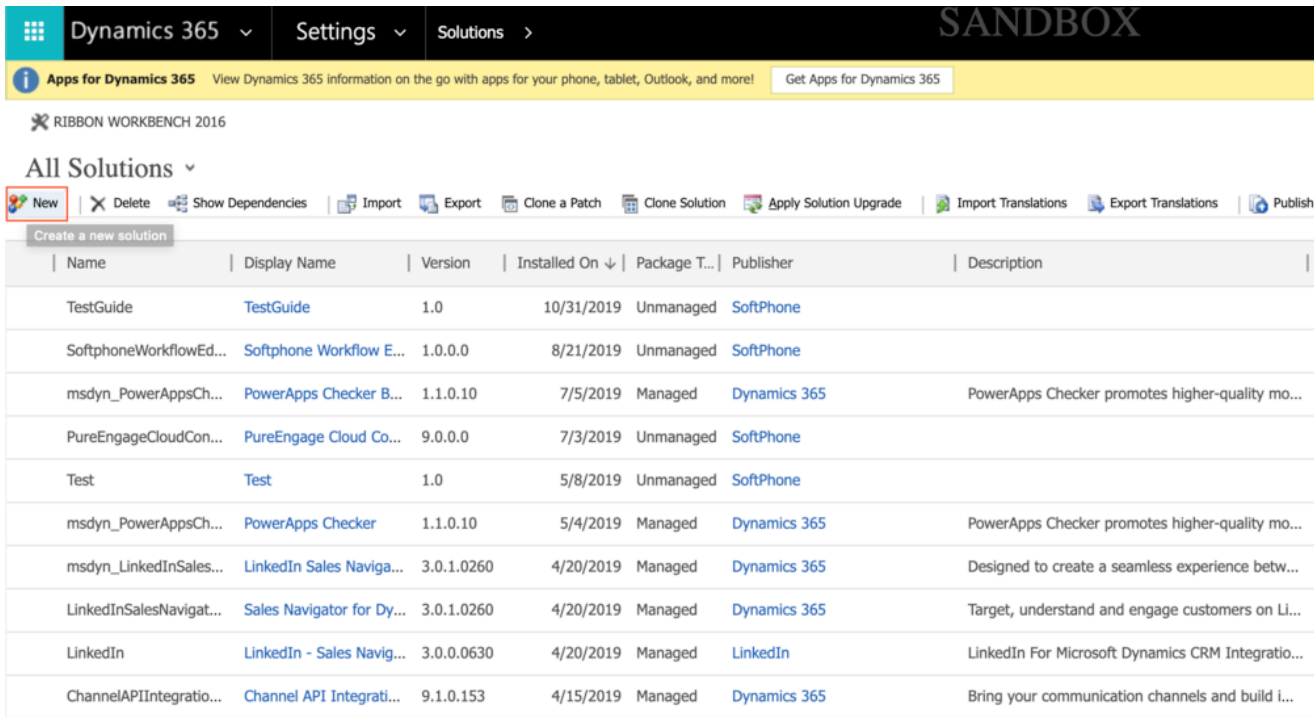 Dynamics 365 Settings Solutions SANDBOX
Apps for Dynamics 365 View Dynamics 365 information on the go with apps for your phone, tablet, Outlook, and more! Get Apps for Dynamics 365
RIBBON WORKBENCH 2016
All Solutions
New Delete Show Dependencies Import Export Clone a Patch Clone Solution Apply Solution Upgrade Import Translations Export Translations Publish
Create a new solution
Name Display Name Version Installed On ↓ Package T... Publisher Description
TestGuide TestGuide 1.0 10/31/2019 Unmanaged SoftPhone
SoftphoneWorkflowEd... Softphone Workflow E... 1.0.0.0 8/21/2019 Unmanaged SoftPhone
msdyn_PowerAppsCh... PowerApps Checker B... 1.1.0.10 7/5/2019 Managed Dynamics 365 PowerApps Checker promotes higher-quality mo...
PureEngageCloudCon... PureEngage Cloud Co... 9.0.0.0 7/3/2019 Unmanaged SoftPhone
Test Test 1.0 5/8/2019 Unmanaged SoftPhone
msdyn_PowerAppsCh... PowerApps Checker 1.1.0.10 5/4/2019 Managed Dynamics 365 PowerApps Checker promotes higher-quality mo...
msdyn_LinkedInSales... LinkedIn Sales Naviga... 3.0.1.0260 4/20/2019 Managed Dynamics 365 Designed to create a seamless experience betw...
LinkedInSalesNavigat... Sales Navigator for Dy... 3.0.1.0260 4/20/2019 Managed Dynamics 365 Target, understand and engage customers on Li...
LinkedIn LinkedIn - Sales Navig... 3.0.0.0630 4/20/2019 Managed LinkedIn LinkedIn For Microsoft Dynamics CRM Integratio...
ChannelAPIIntegratio... Channel API Integrati... 9.1.0.153 4/15/2019 Managed Dynamics 365 Bring your communication channels and build i...